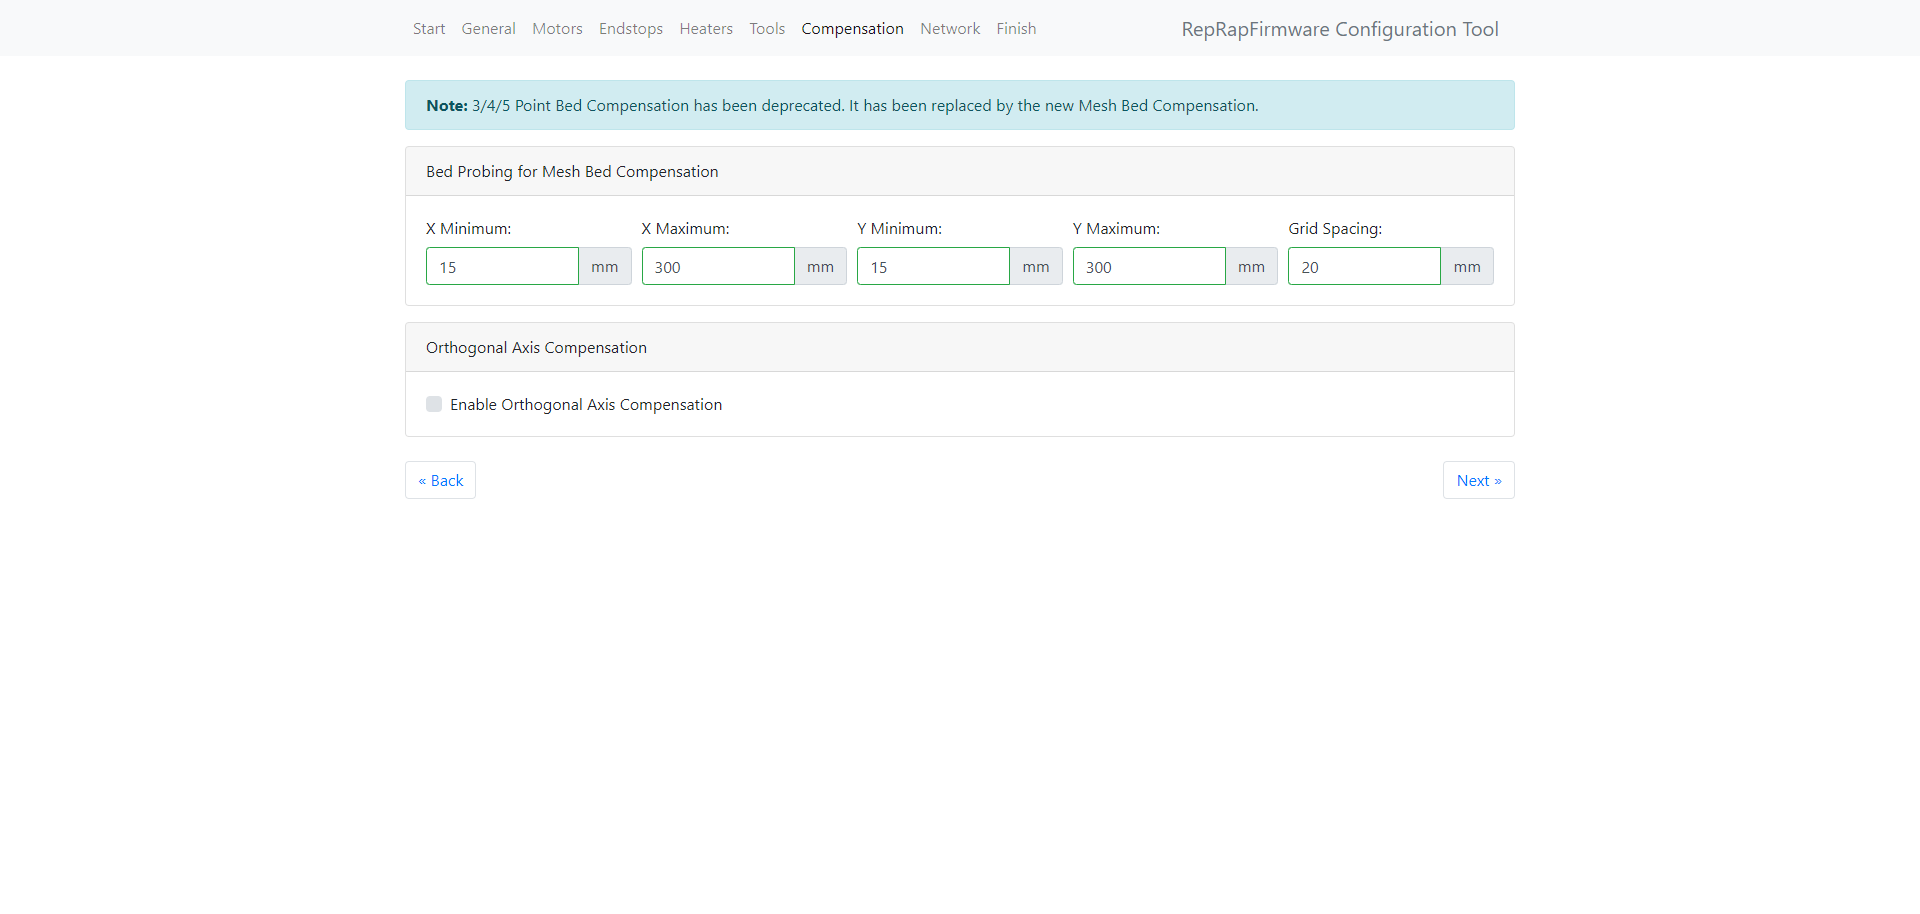 Start General Motors Endstops Heaters Tools Compensation Network Finish RepRapFirmware Configuration Tool
Note: 3/4/5 Point Bed Compensation has been deprecated. It has been replaced by the new Mesh Bed Compensation.
Bed Probing for Mesh Bed Compensation
X Minimum: X Maximum: Y Minimum: Y Maximum: Grid Spacing:
15 mm 300 mm 15 mm 300 mm 20 mm
Orthogonal Axis Compensation
Enable Orthogonal Axis Compensation
« Back Next »